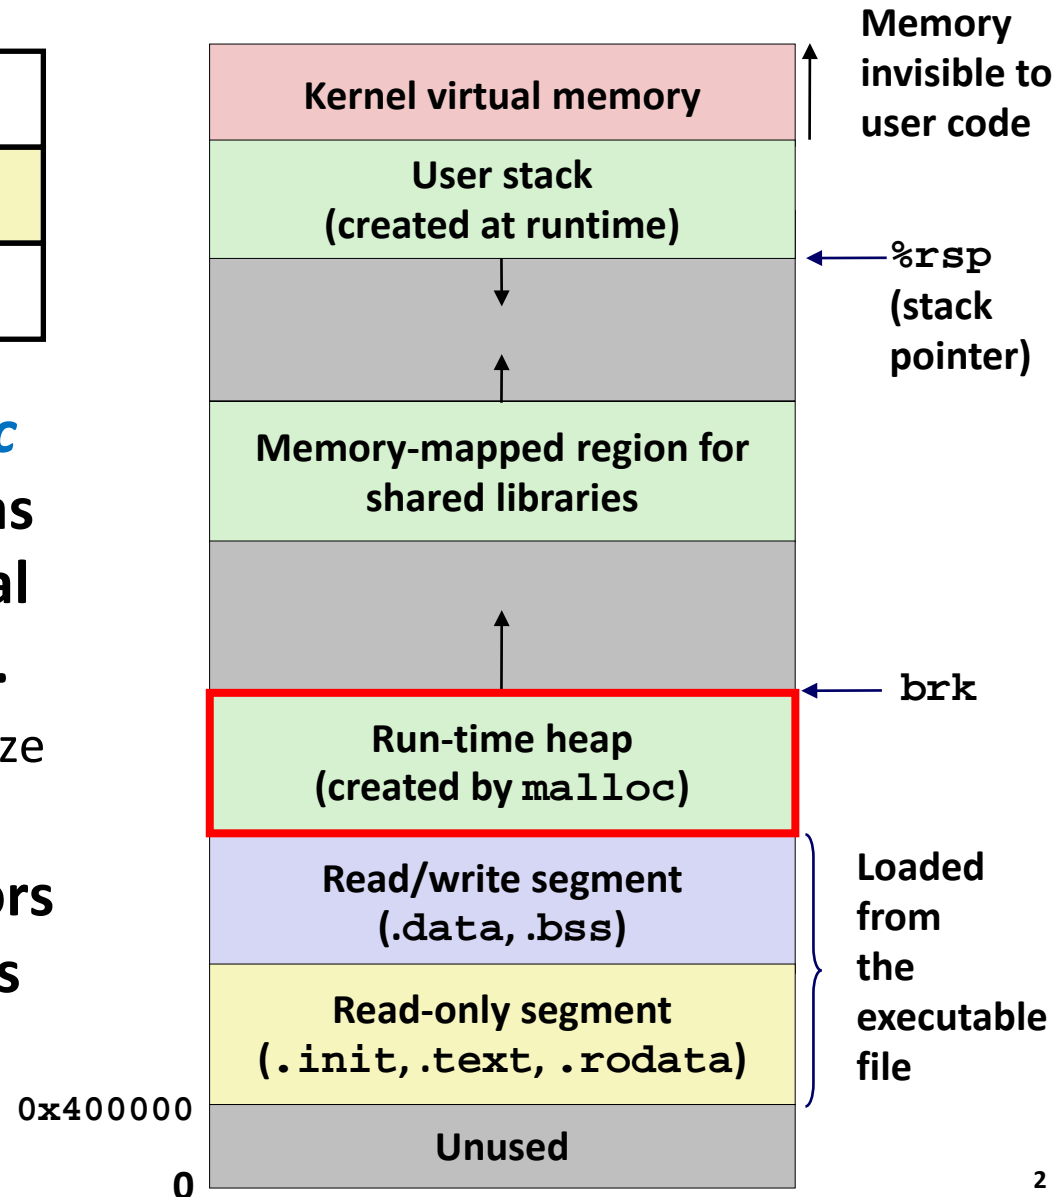 Memory
invisible to
user code
Kernel virtual memory
User stack
(created at runtime)
%rsp
(stack
pointer)
Memory-mapped region for
shared libraries
brk
Run-time heap
(created by malloc)
Read/write segment
(.data, .bss)
Loaded
from
the
executable
file
Read-only segment
(.init, .text, .rodata)
0x400000
Unused
0
2
c
al
.
ze